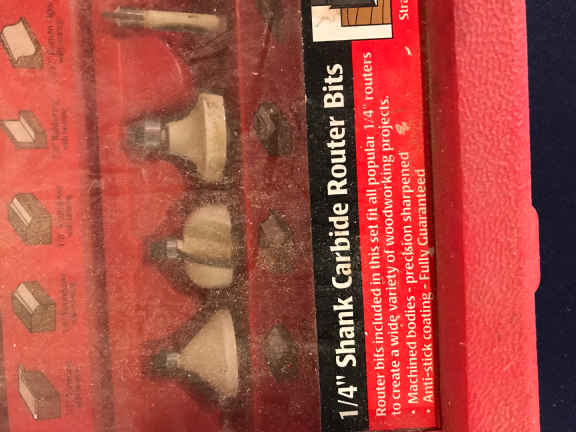 1/4" Shank Carbide Router Bits
Router bits included in this set fit all popular 1/4" routers
to create a wide variety of woodworking projects.
• Machined bodies - precision sharpened
• Anti-stick coating - Fully Guaranteed
Stra